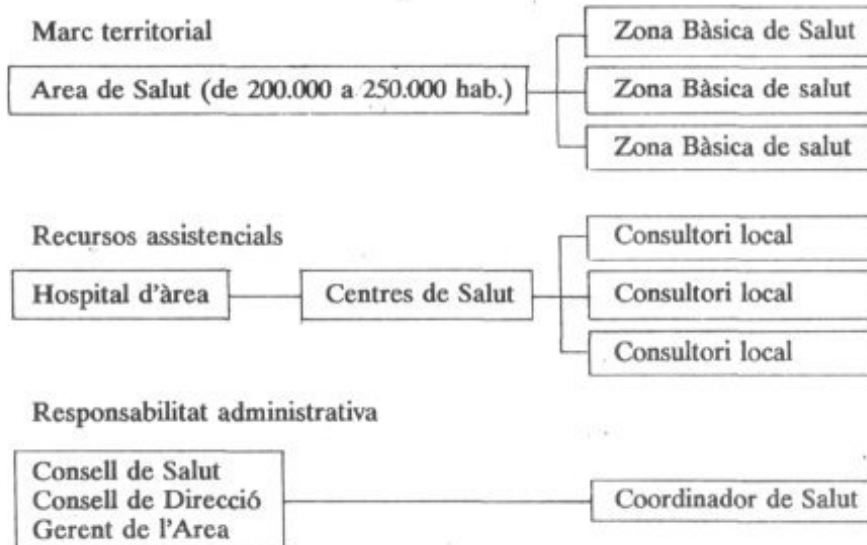 Marc territorial
Area de Salut (de 200.000 a 250.000 hab.)
Zona Bàsica de Salut
Zona Bàsica de salut
Zona Bàsica de salut
Recursos assistencials
Hospital d'àrea
Centres de Salut
Consultori local
Consultori local
Consultori local
Responsabilitat administrativa
Consell de Salut
Consell de Direcció
Gerent de l'Area
Coordinador de Salut